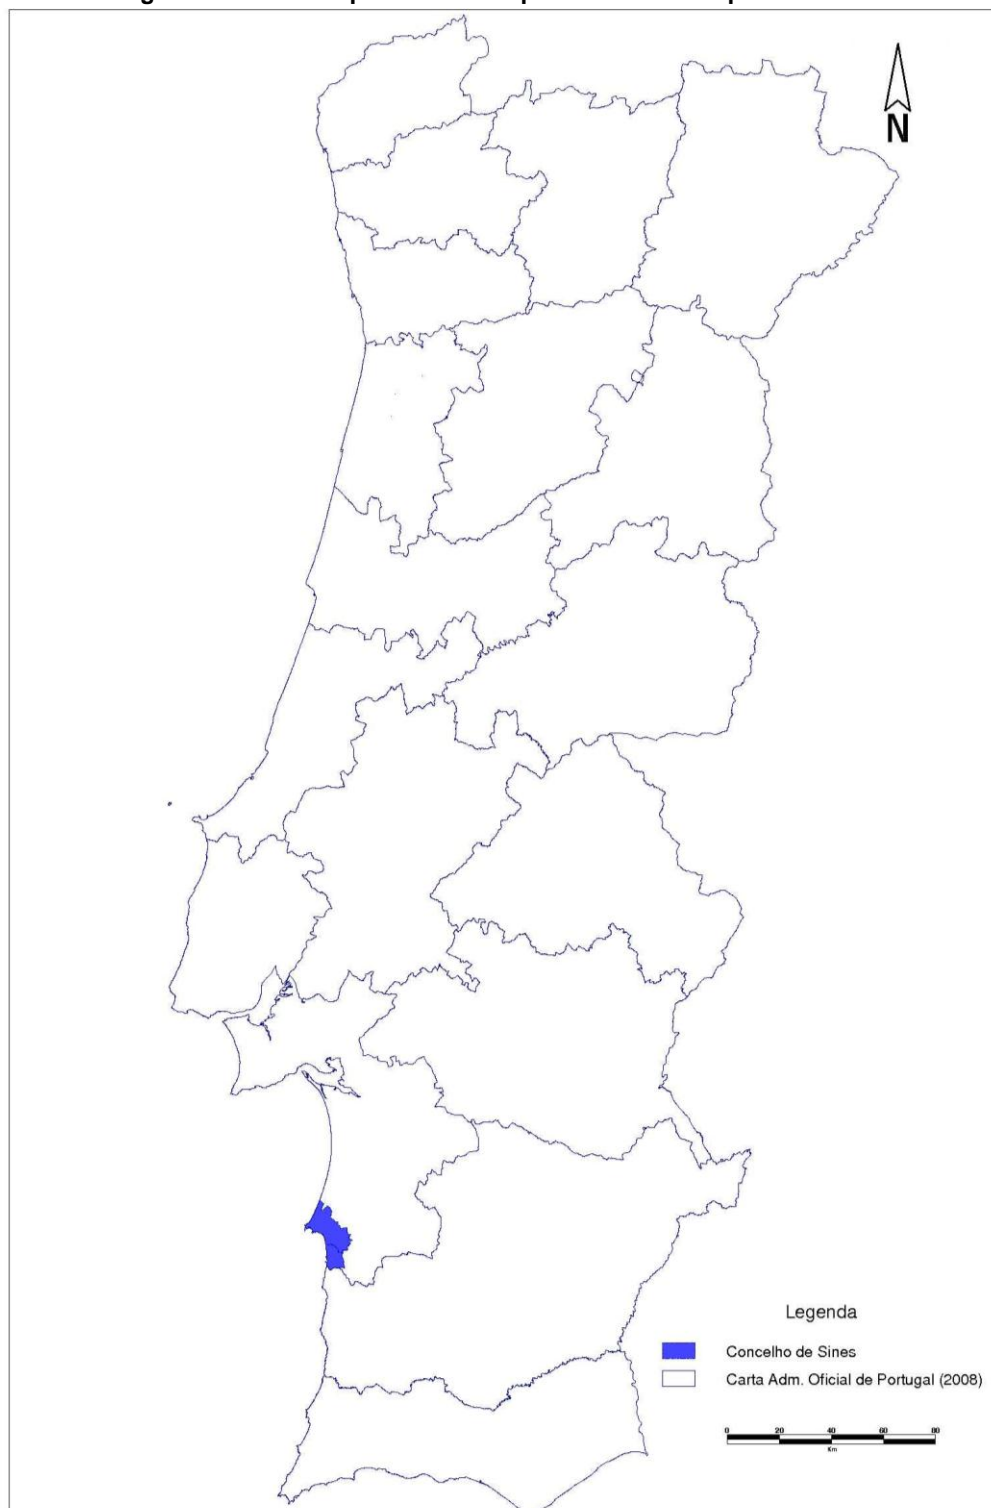 N
Legenda
Concelho de Sines
Carta Adm. Oficial de Portugal (2008)
0 20 40 60 80
Km